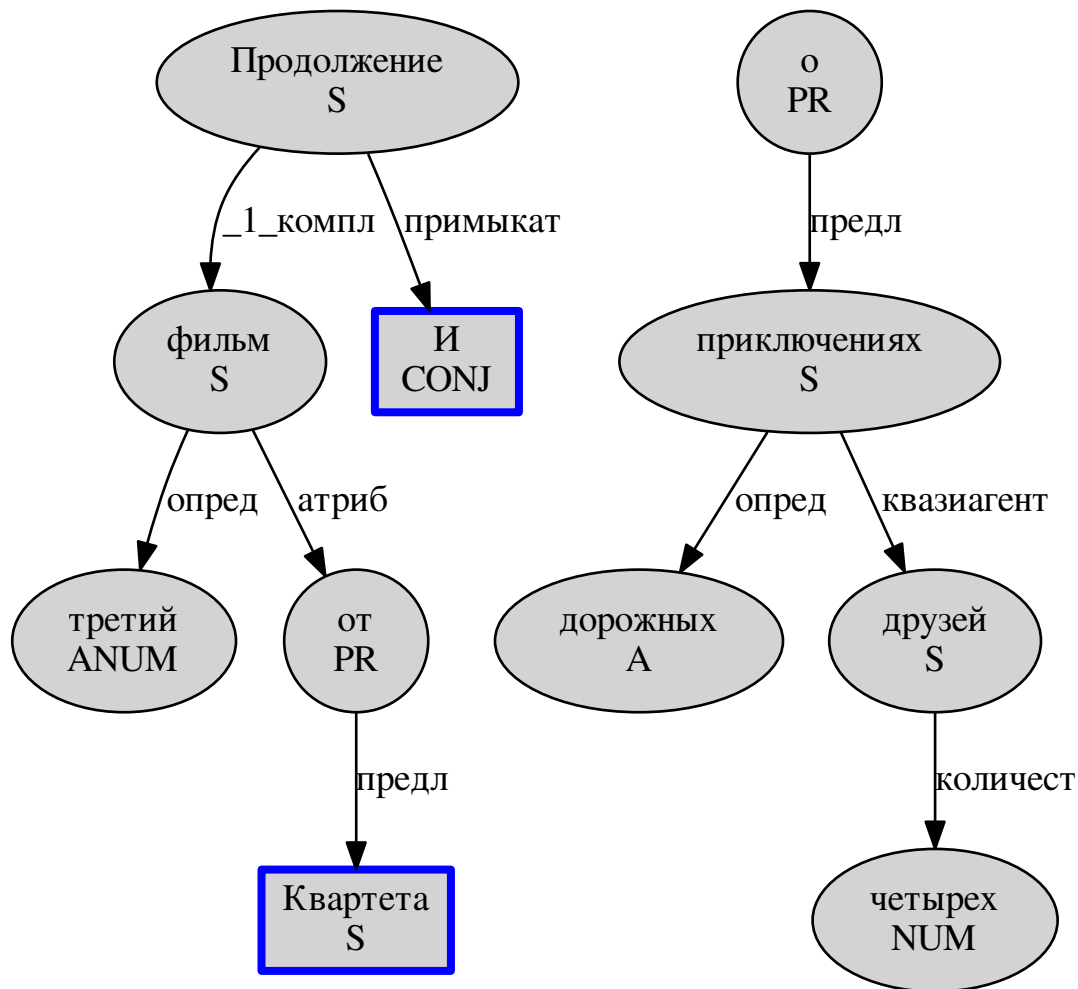 Продолжение
S
о
PR
_1_компл
примыкат
предл
фильм
S
И
CONJ
приключениях
S
опред
атриб
опред
квазиагент
третий
ANUM
от
PR
дорожных
A
друзей
S
предл
количест
Квартета
S
четырех
NUM